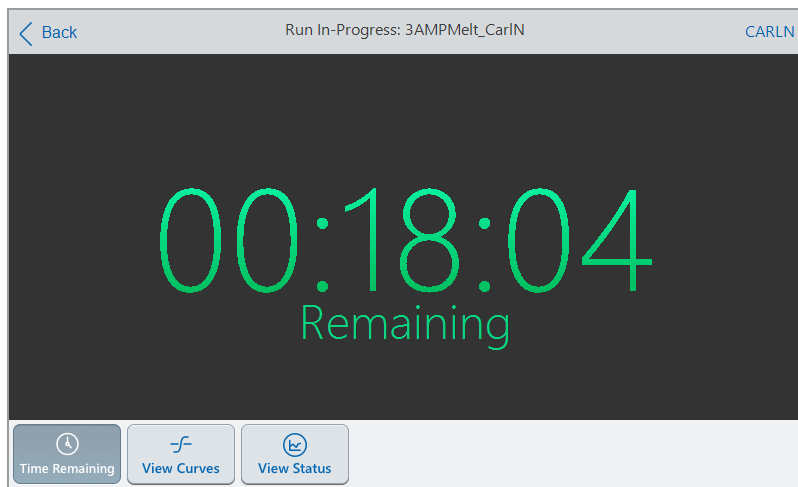 Back Run In-Progress: 3AMPMelt_CarlN CARLN
00:18:04
Remaining
Time Remaining View Curves View Status